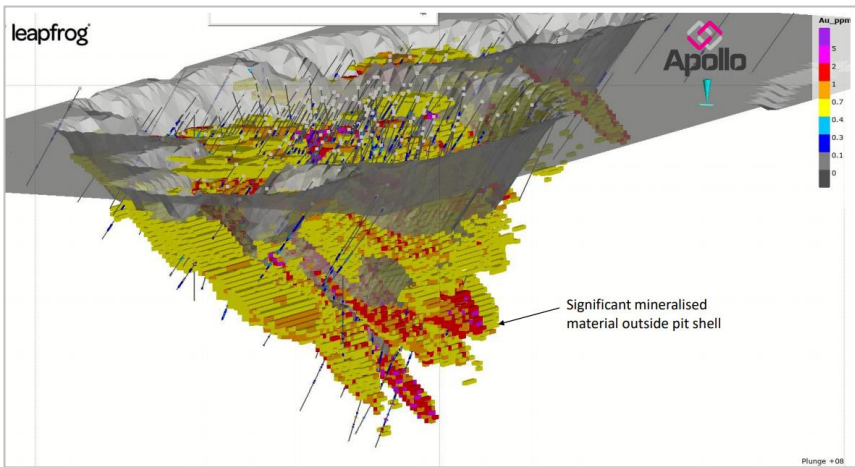 leapfrog®
Apollo
Au_ppm
5
2
1
0.7
0.4
0.3
0.1
0
Significant mineralised
material outside pit shell
Plunge +08